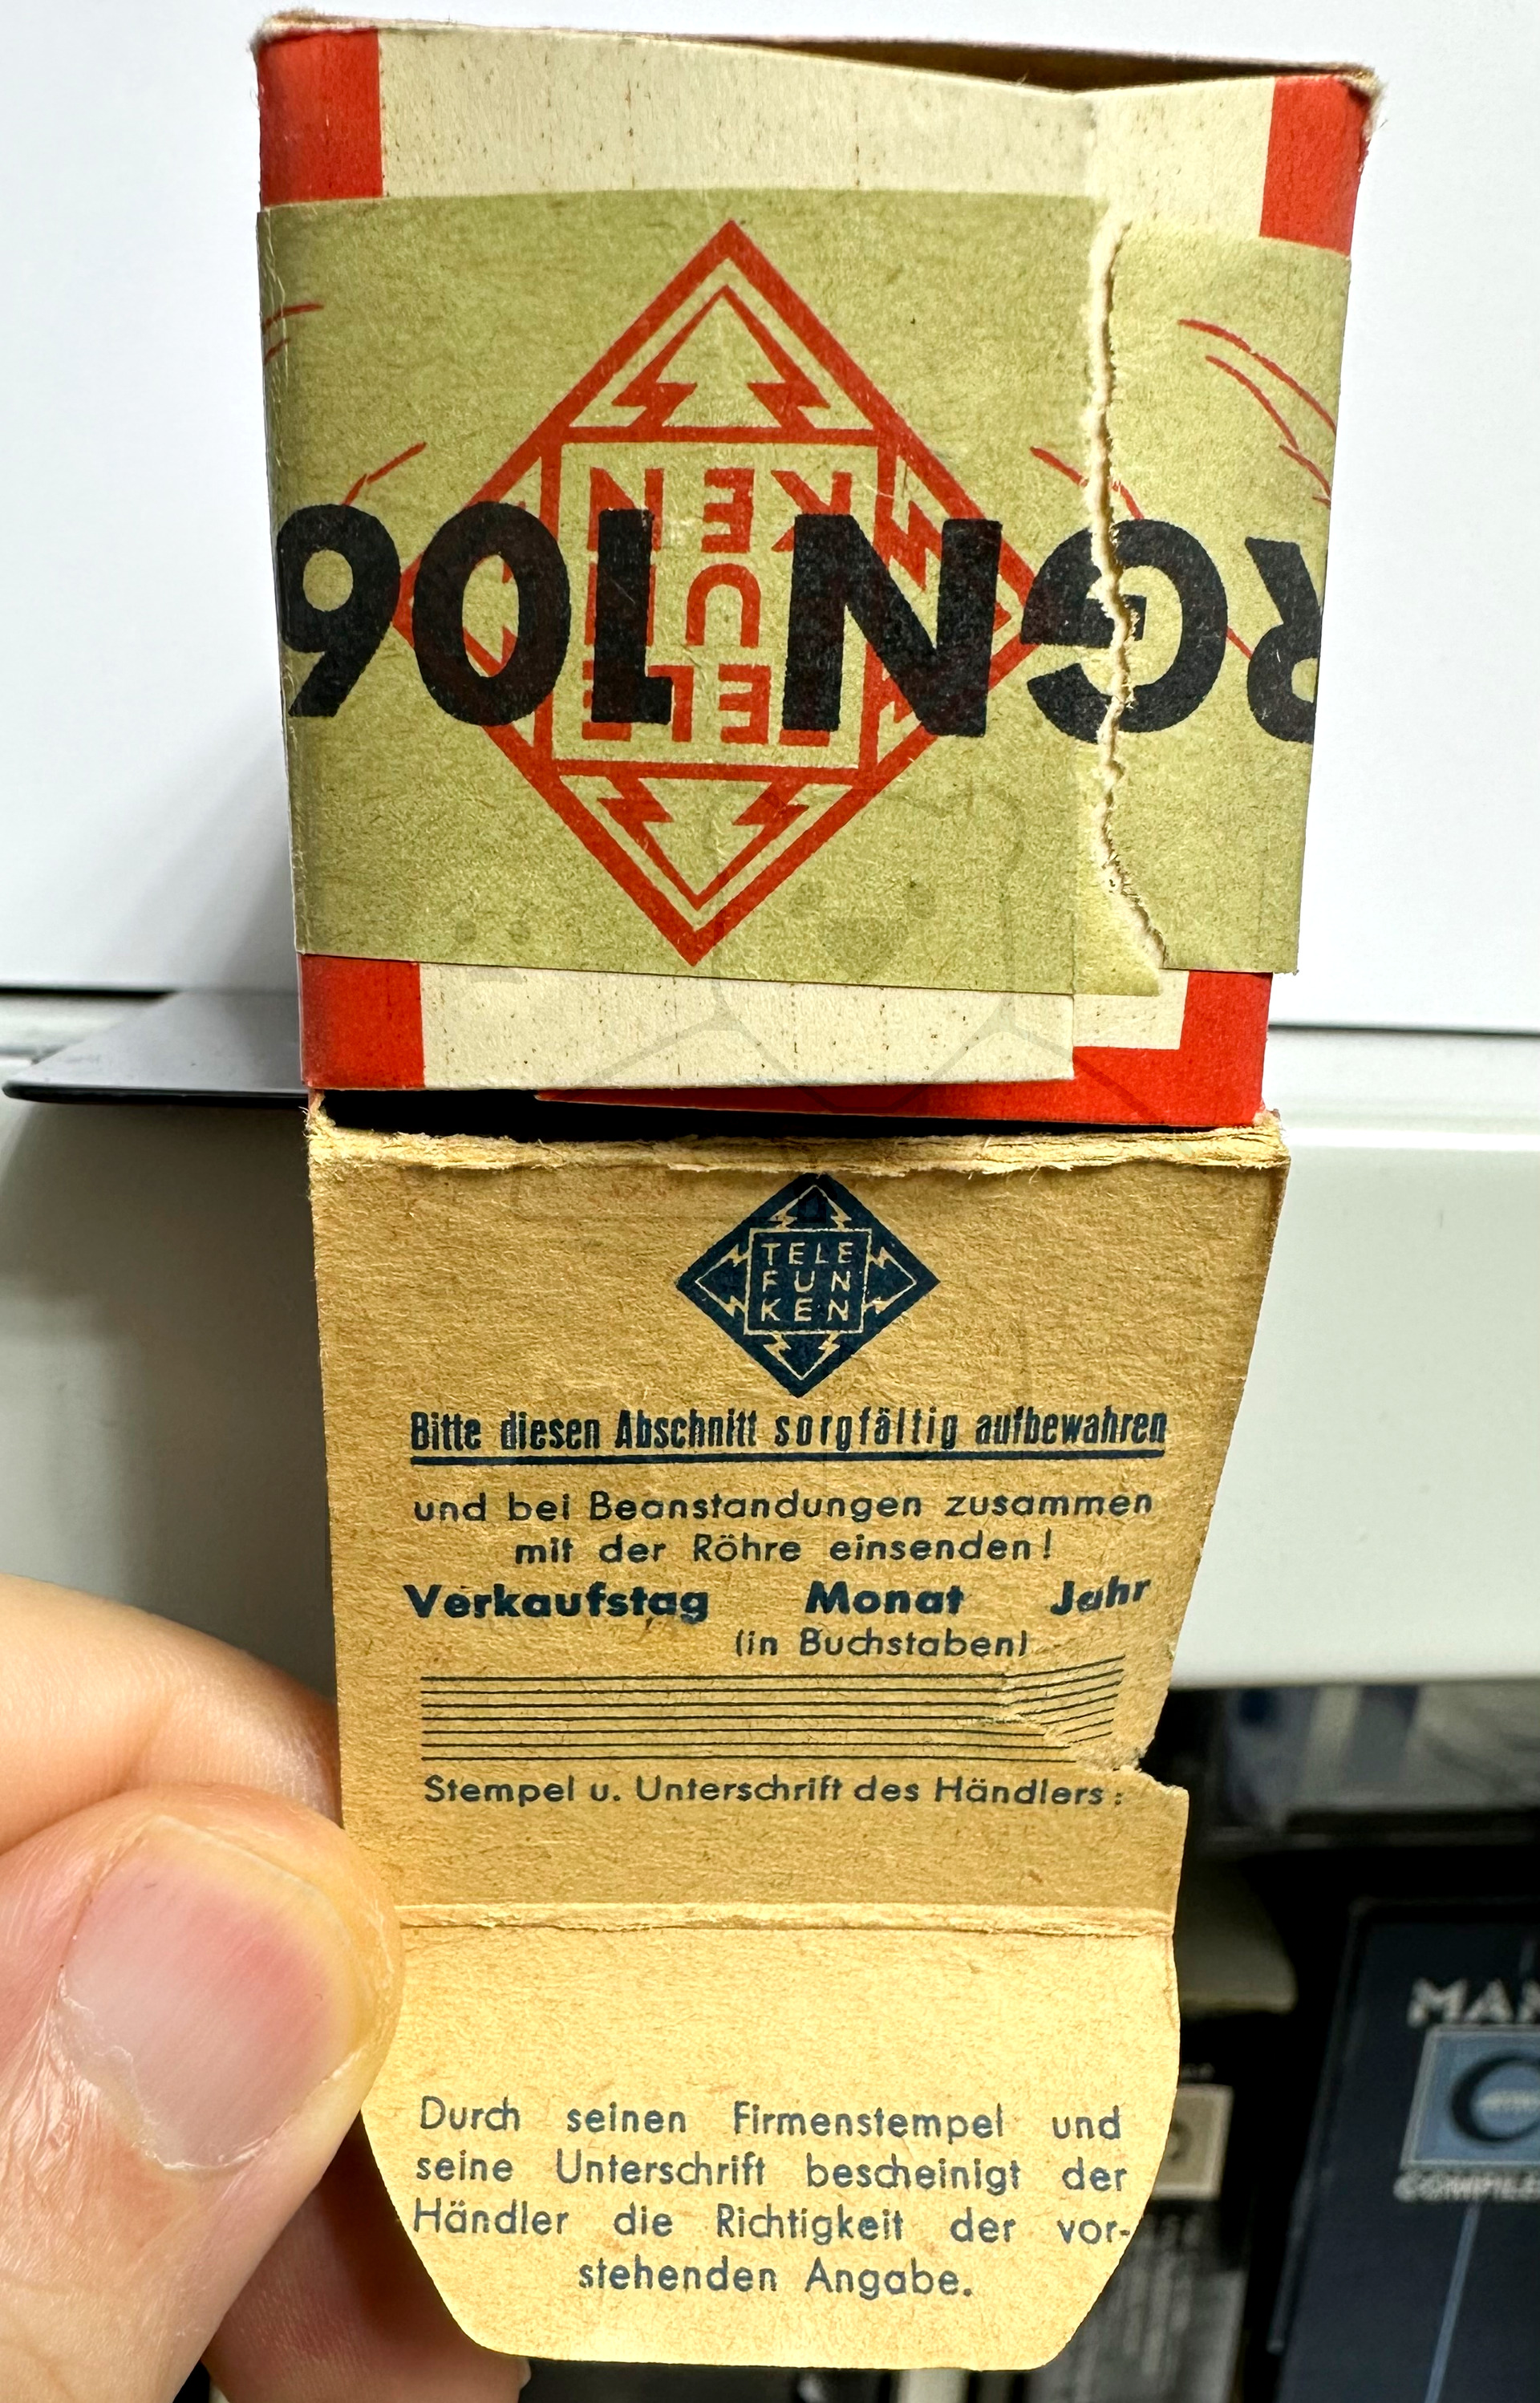 TELE
FUN
KEN
RGN 106
TELE
FUN
KEN
Bitte diesen Abschnitt sorgfältig aufbewahren
und bei Beanstandungen zusammen
mit der Röhre einsenden!
Verkaufstag Monat Jahr
(in Buchstaben)
Stempel u. Unterschrift des Händlers:
Durch seinen Firmenstempel und
seine Unterschrift bescheinigt der
Händler die Richtigkeit der vor-
stehenden Angabe.